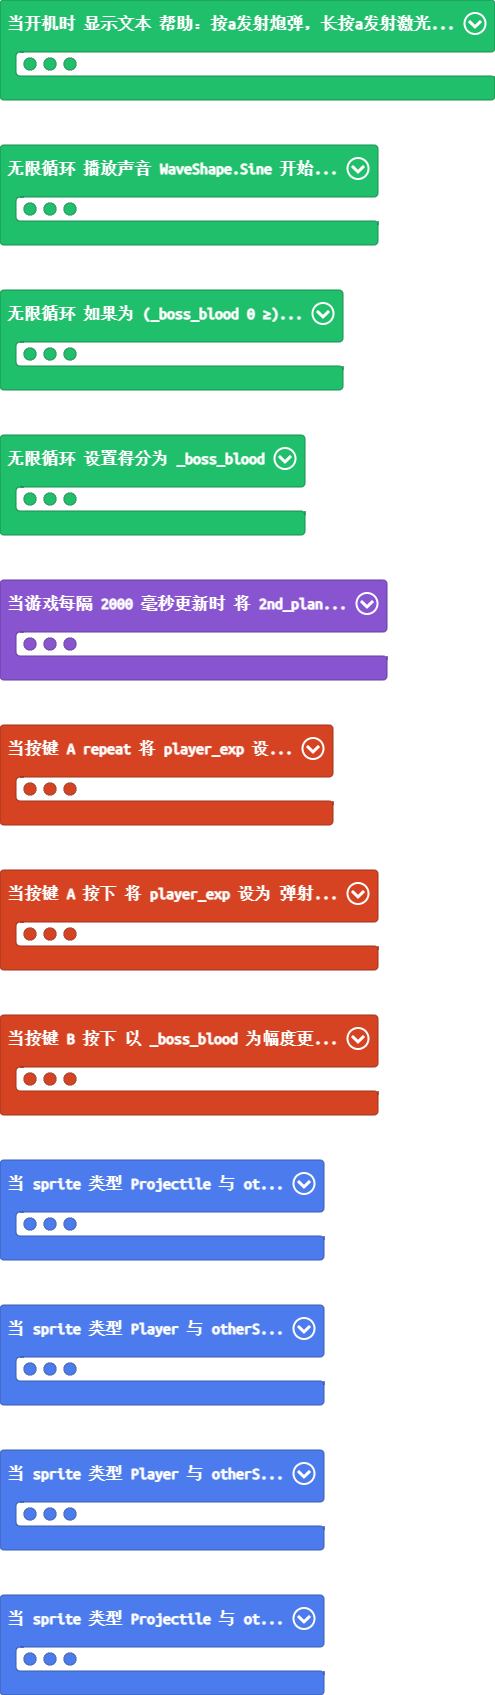 当开机时 显示文本 帮助：按a发射炮弹，长按a发射激光...
无限循环 播放声音 WaveShape.Sine 开始...
无限循环 如果为 (_boss_blood 0 ≥)...
无限循环 设置得分为 _boss_blood
当游戏每隔 2000 毫秒更新时 将 2nd_plan...
当按键 A repeat 将 player_exp 设...
当按键 A 按下 将 player_exp 设为 弹射...
当按键 B 按下 以 _boss_blood 为幅度更...
当 sprite 类型 Projectile 与 ot...
当 sprite 类型 Player 与 otherS...
当 sprite 类型 Player 与 otherS...
当 sprite 类型 Projectile 与 ot...